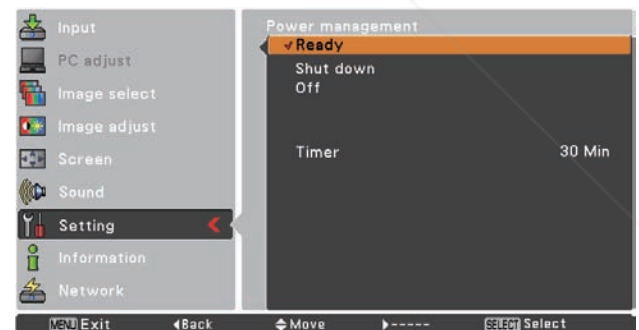 Input
PC adjust
Image select
Image adjust
Screen
Sound
Setting
Information
Network
Power management
Ready
Shut down
Off
Timer 30 Min
MENU Exit Back Move ----- SELECT Select